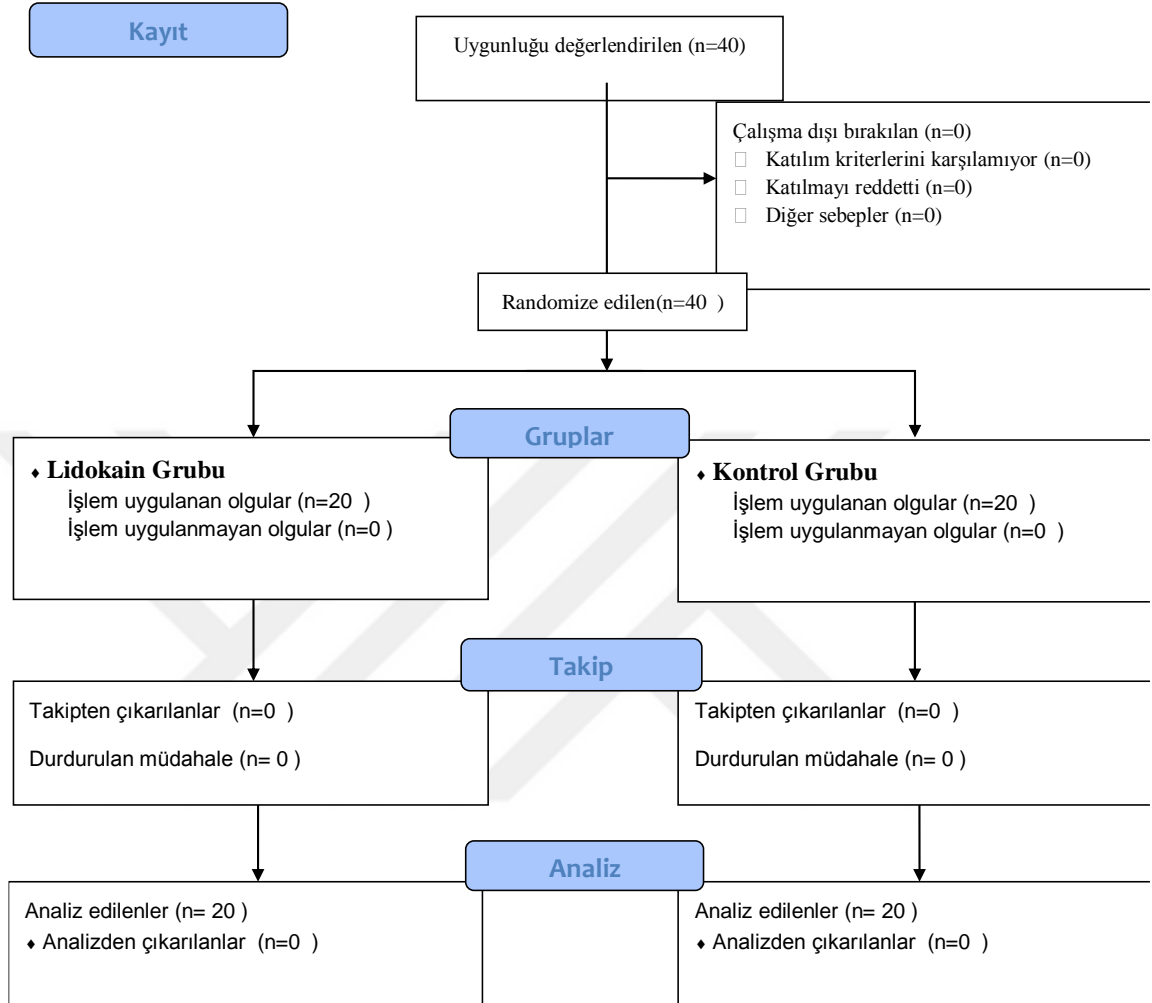 Kayıt
Uygunluğu değerlendirilen (n=40)
Çalışma dışı bırakılan (n=0)
Katılım kriterlerini karşılamıyor (n=0)
Katılmayı reddetti (n=0)
Diğer sebepler (n=0)
Randomize edilen(n=40 )
Gruplar
⬧ Lidokain Grubu
İşlem uygulanan olgular (n=20 )
İşlem uygulanmayan olgular (n=0 )
⬧ Kontrol Grubu
İşlem uygulanan olgular (n=20 )
İşlem uygulanmayan olgular (n=0 )
Takip
Takipten çıkarılanlar (n=0 )
Durdurulan müdahale (n= 0 )
Takipten çıkarılanlar (n=0 )
Durdurulan müdahale (n= 0 )
Analiz
Analiz edilenler (n= 20 )
⬧ Analizden çıkarılanlar (n=0 )
Analiz edilenler (n= 20 )
⬧ Analizden çıkarılanlar (n=0 )